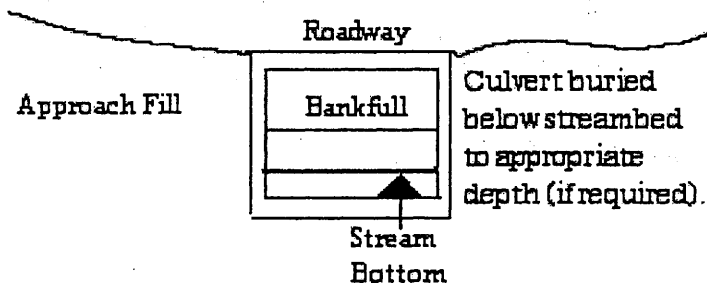 Roadway
Approach Fill
Bankfull
Culvert buried
below streambed
to appropriate
depth (if required).
Stream
Bottom